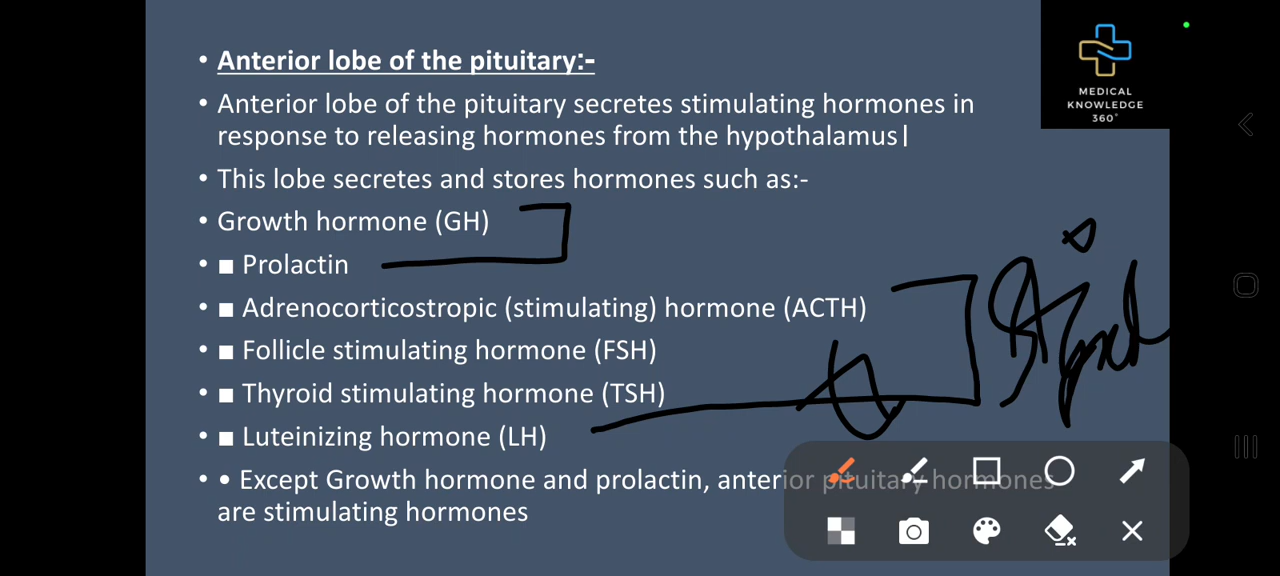 Anterior lobe of the pituitary:-
Anterior lobe of the pituitary secretes stimulating hormones in
response to releasing hormones from the hypothalamus|
This lobe secretes and stores hormones such as:-
Growth hormone (GH)
■ Prolactin
■ Adrenocorticostropic (stimulating) hormone (ACTH)
■ Follicle stimulating hormone (FSH)
■ Thyroid stimulating hormone (TSH)
■ Luteinizing hormone (LH)
• Except Growth hormone and prolactin, anterior pituitary hormones
are stimulating hormones
MEDICAL
KNOWLEDGE
360°